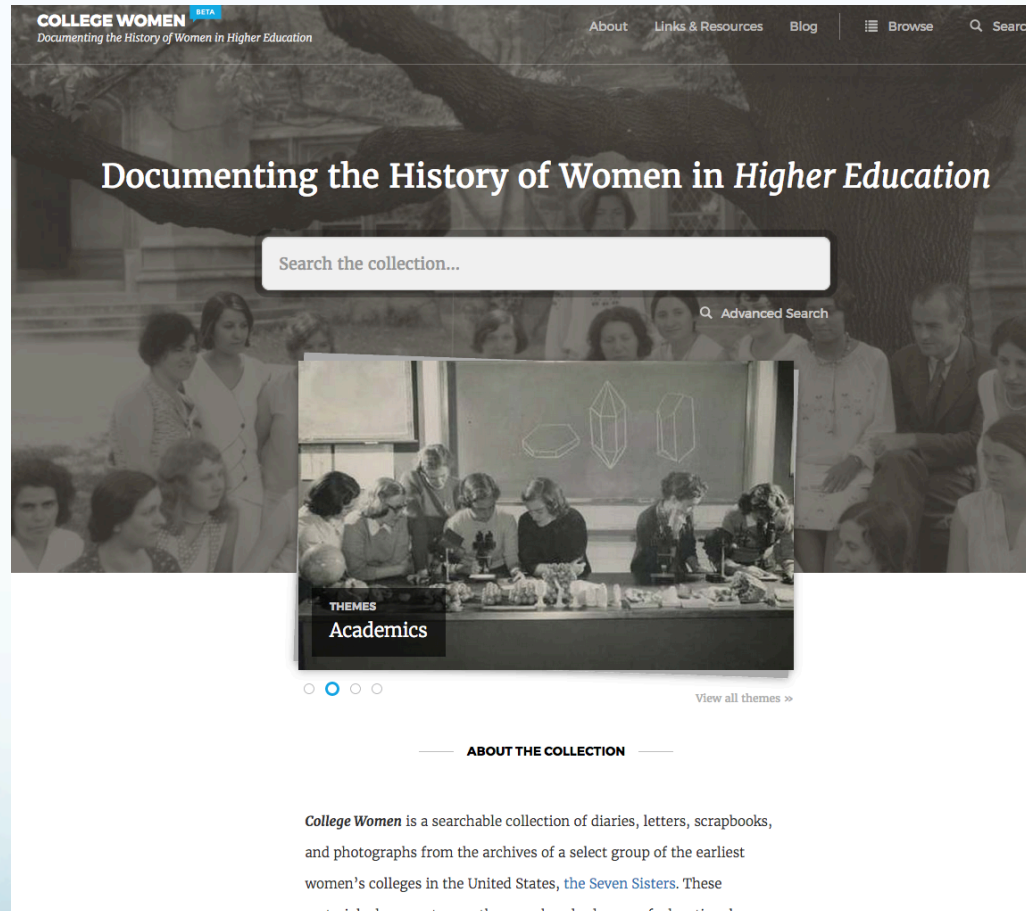 COLLEGE WOMEN BETA
Documenting the History of Women in Higher Education
About Links & Resources Blog Browse
Documenting the History of Women in Higher Education
Search the collection...
Advanced Search
THEMES
Academics
View all themes »
ABOUT THE COLLECTION
College Women is a searchable collection of diaries, letters, scrapbooks,
and photographs from the archives of a select group of the earliest
women's colleges in the United States, the Seven Sisters. These